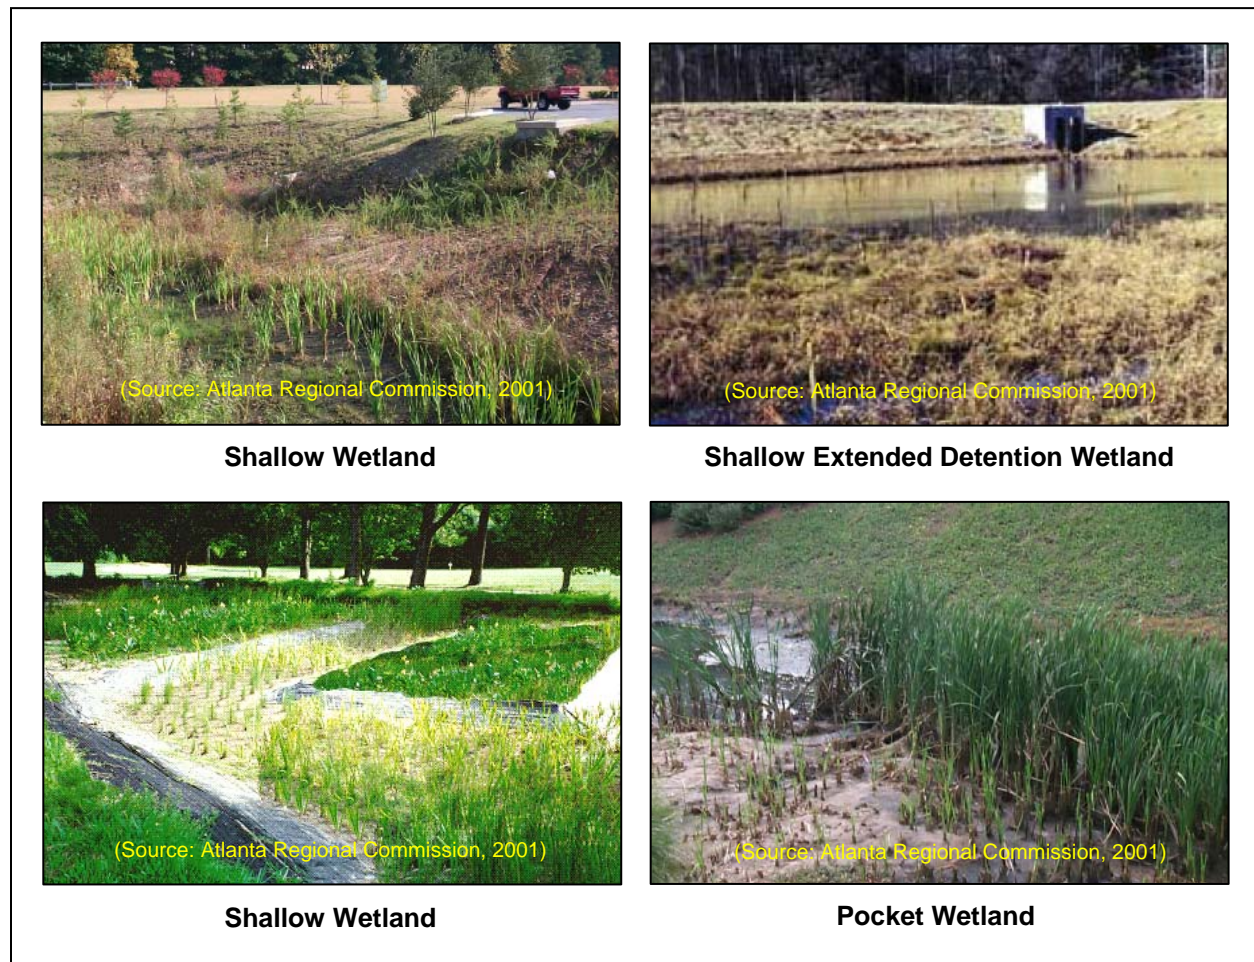 (Source: Atlanta Regional Commission, 2001)
(Source: Atlanta Regional Commission, 2001)
Shallow Wetland
Shallow Extended Detention Wetland
(Source: Atlanta Regional Commission, 2001)
(Source: Atlanta Regional Commission, 2001)
Shallow Wetland
Pocket Wetland